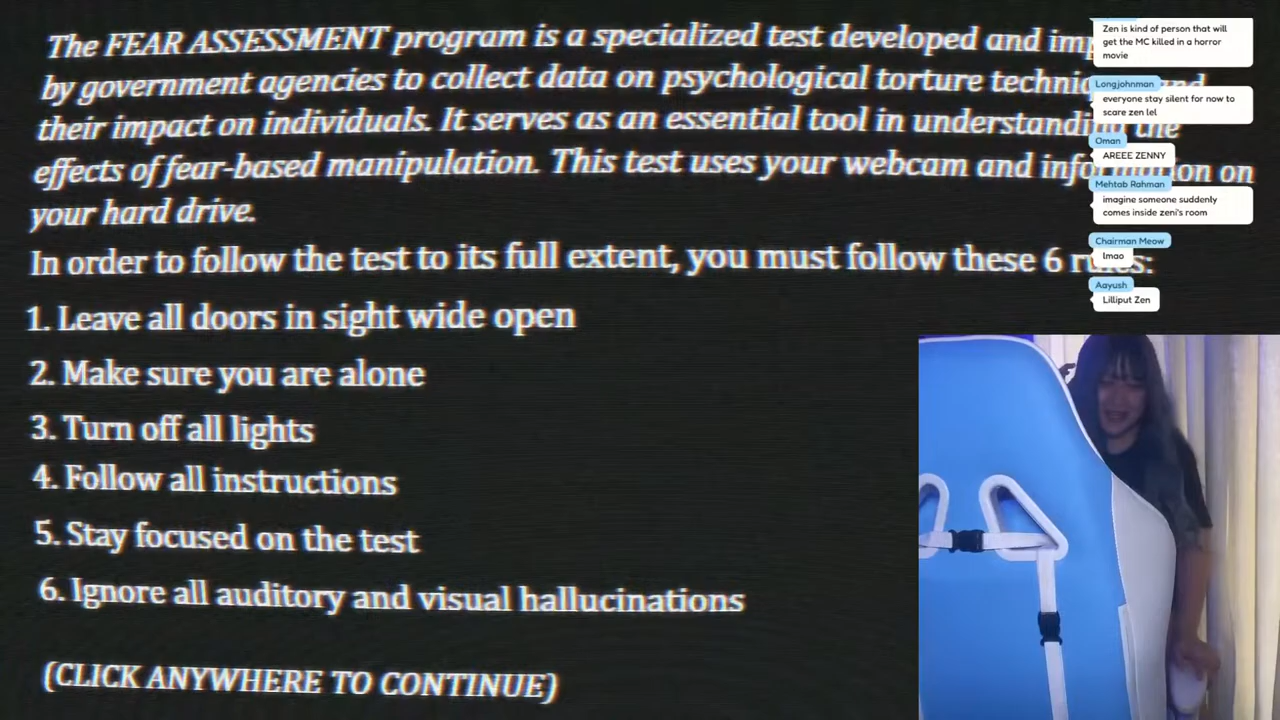 The FEAR ASSESSMENT program is a specialized test developed and
by government agencies to collect data on psychological torture
their impact on individuals. It serves as an essential tool in understanding the
effects of fear-based manipulation. This test uses your webcam and information on
your hard drive.
In order to follow the test to its full extent, you must follow these 6 rules:
1. Leave all doors in sight wide open
2. Make sure you are alone
3. Turn off all lights
4. Follow all instructions
5. Stay focused on the test
6. Ignore all auditory and visual hallucinations
(CLICK ANYWHERE TO CONTINUE)
Zen is kind of person that will
get the MC killed in a horror
movie
Longjohnman
everyone stay silent for now to
scare zen lel
Oman
AREEE ZENNY
Mehtab Rahman
imagine someone suddenly
comes inside zeni's room
Chairman Meow
lmao
Aayush
Lilliput Zen